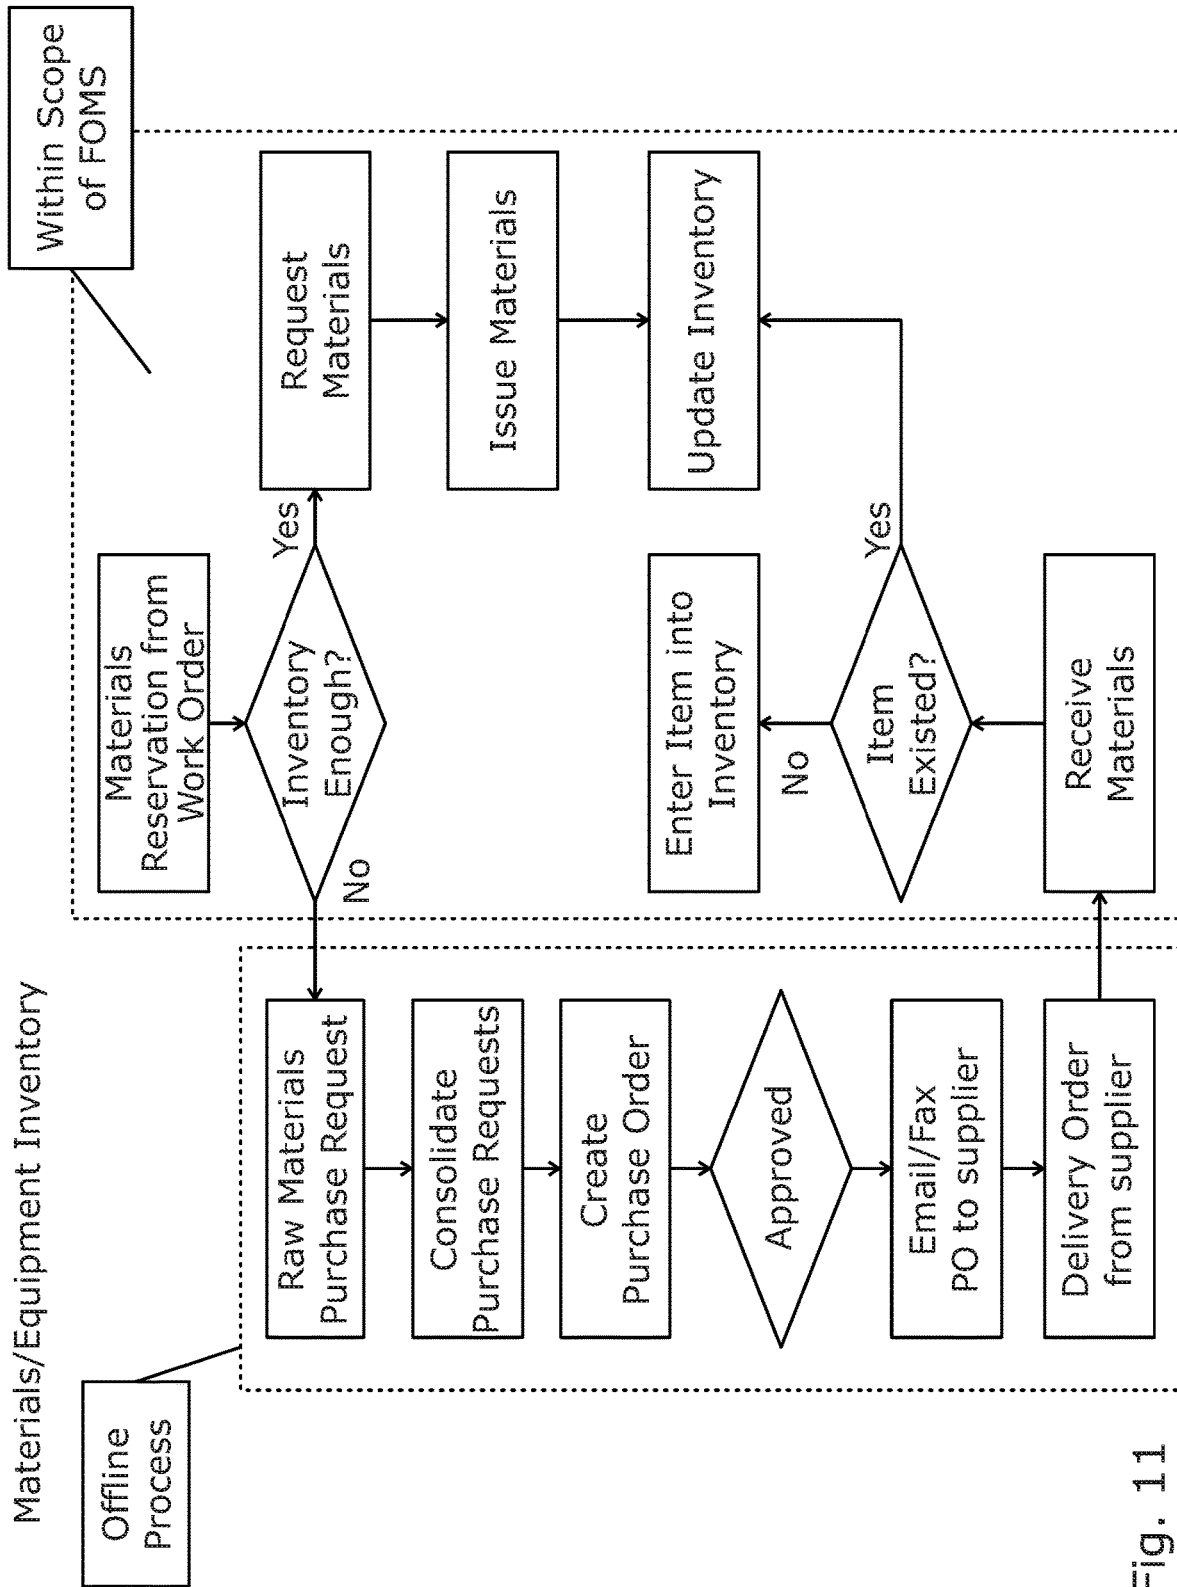 Materials/Equipment Inventory
Offline
Process
Within Scope
of FOMS
Raw Materials
Purchase Request
Consolidate
Purchase Requests
Create
Purchase Order
Approved
Email/Fax
PO to supplier
Delivery Order
from supplier
Materials
Reservation from
Work Order
Inventory
Enough?
No
Yes
Request
Materials
Issue Materials
Update Inventory
Enter Item into
Inventory
No
Item
Existed?
Yes
Receive
Materials
Fig. 11